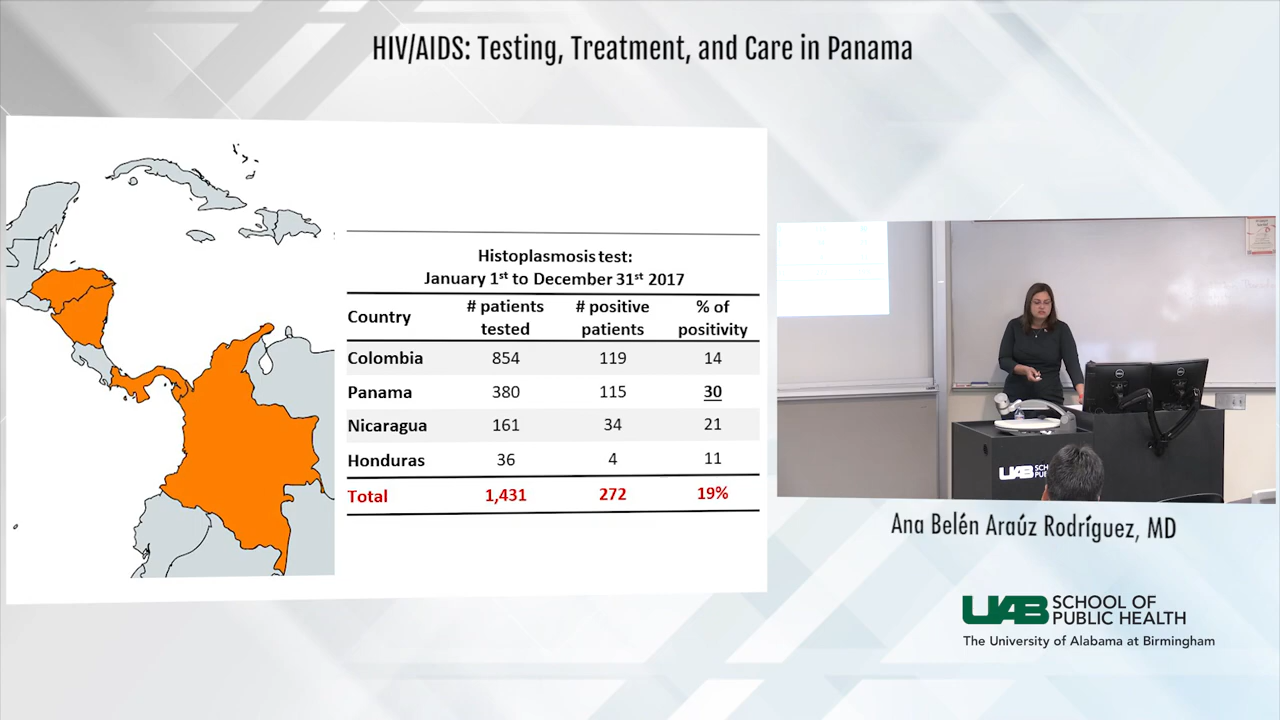 HIV/AIDS: Testing, Treatment, and Care in Panama
Histoplasmosis test:
January 1st to December 31st 2017
Country # patients tested # positive patients % of positivity
Colombia 854 119 14
Panama 380 115 30
Nicaragua 161 34 21
Honduras 36 4 11
Total 1,431 272 19%
DELL DELL
UAB
Ana Belén Araúz Rodríguez, MD
UAB SCHOOL OF
PUBLIC HEALTH
The University of Alabama at Birmingham